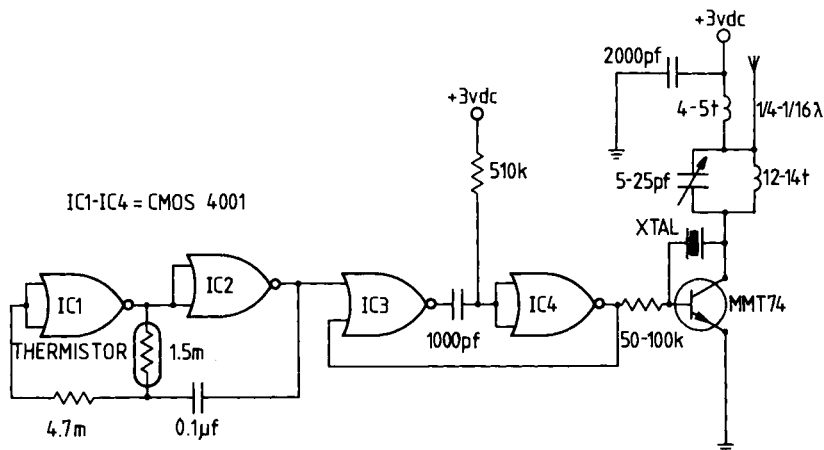 +3vdc
2000pf
4-5t
1/4-1/16λ
+3vdc
510k
5-25pf
12-14t
IC1-IC4 = CMOS 4001
XTAL
IC1
IC2
IC3
IC4
MMT74
THERMISTOR
1.5m
1000pf
50-100k
4.7m
0.1µf